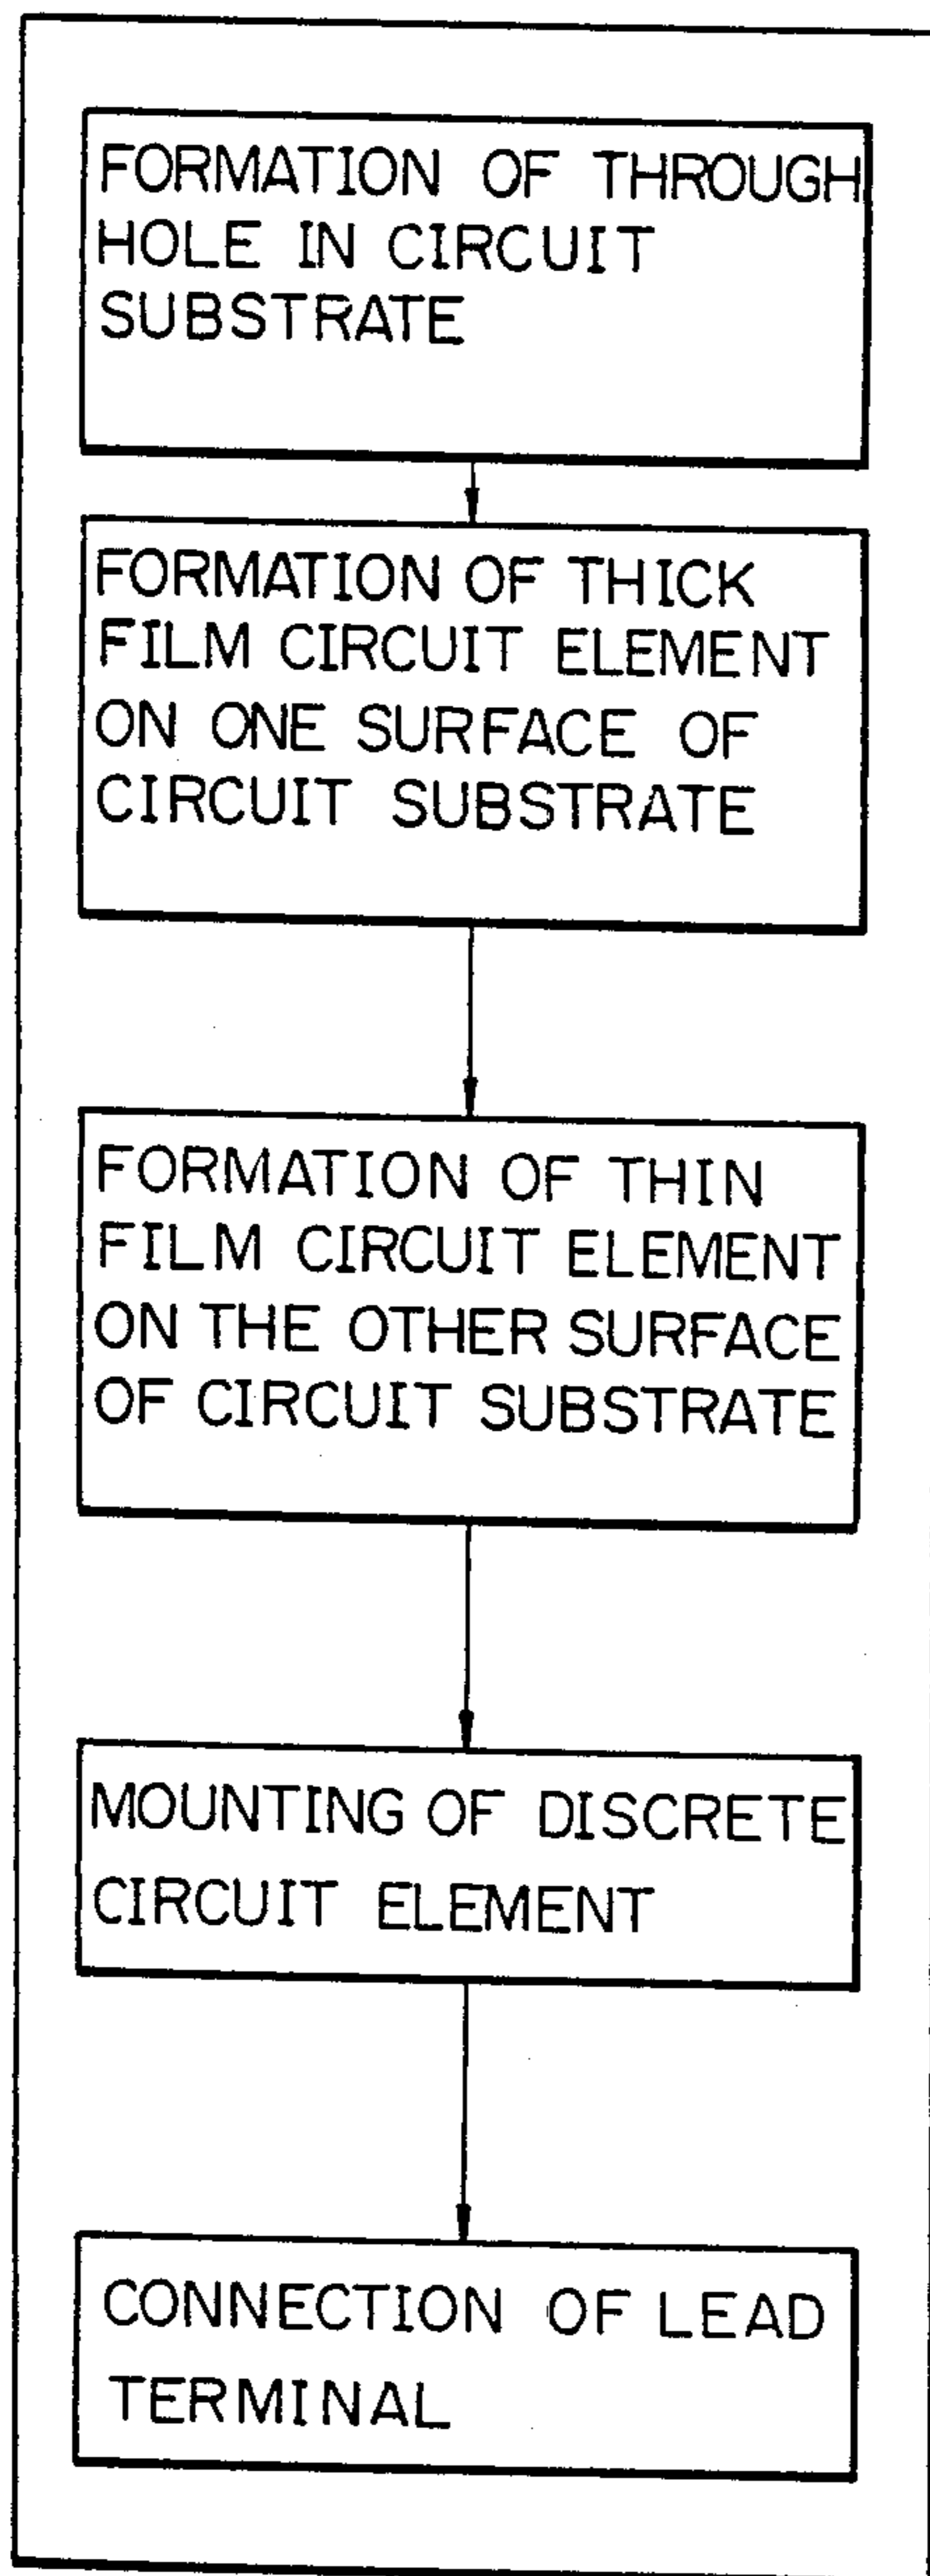 FORMATION OF THROUGH
HOLE IN CIRCUIT
SUBSTRATE
FORMATION OF THICK
FILM CIRCUIT ELEMENT
ON ONE SURFACE OF
CIRCUIT SUBSTRATE
FORMATION OF THIN
FILM CIRCUIT ELEMENT
ON THE OTHER SURFACE
OF CIRCUIT SUBSTRATE
MOUNTING OF DISCRETE
CIRCUIT ELEMENT
CONNECTION OF LEAD
TERMINAL